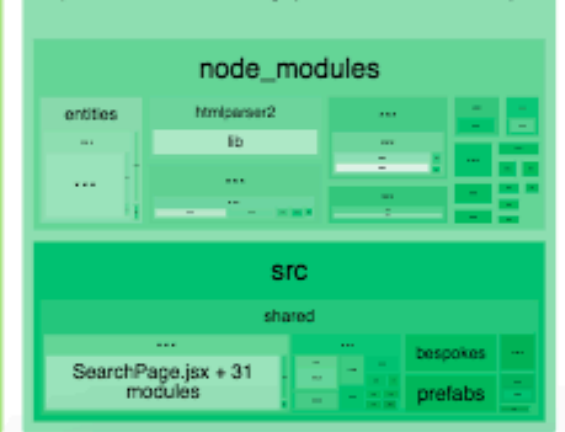 node_modules
entities
htmlparser2
...
lib
...
...
...
...
...
...
...
src
shared
...
...
SearchPage.jsx + 31
modules
bespokes
...
prefabs